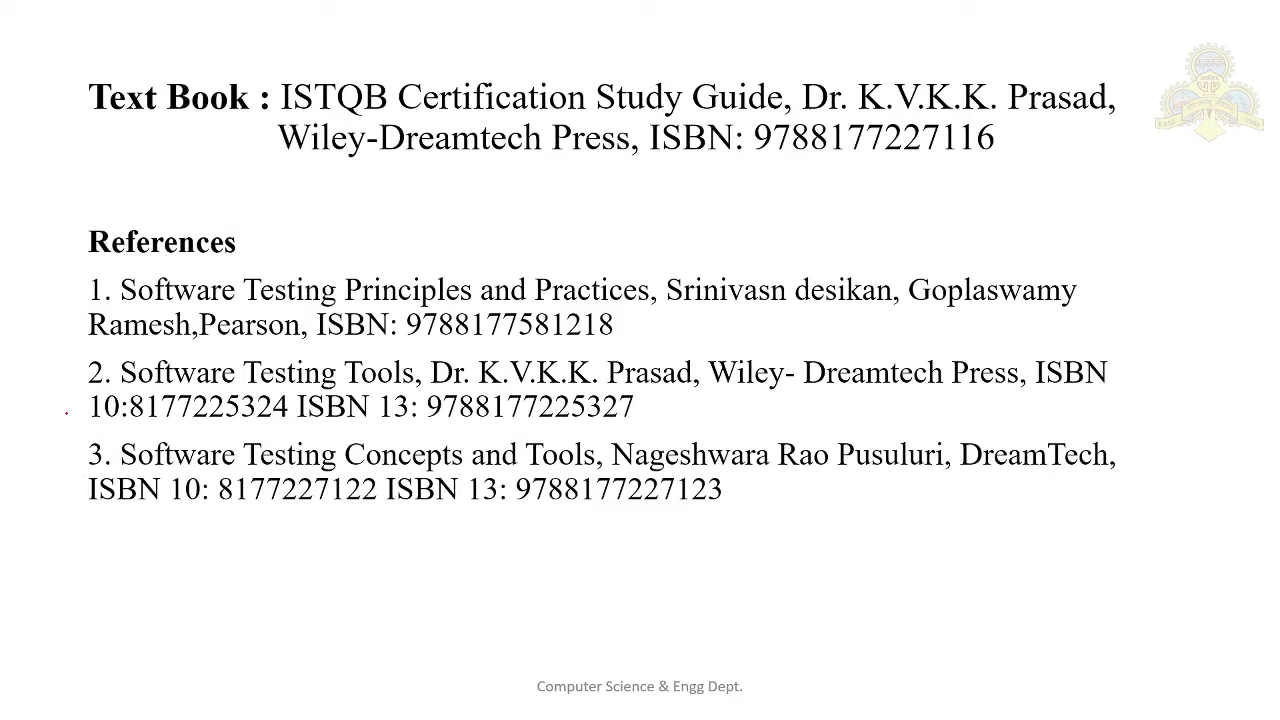 Text Book : ISTQB Certification Study Guide, Dr. K.V.K.K. Prasad,
Wiley-Dreamtech Press, ISBN: 9788177227116
References
1. Software Testing Principles and Practices, Srinivasn desikan, Goplaswamy
Ramesh,Pearson, ISBN: 9788177581218
2. Software Testing Tools, Dr. K.V.K.K. Prasad, Wiley- Dreamtech Press, ISBN
10:8177225324 ISBN 13: 9788177225327
3. Software Testing Concepts and Tools, Nageshwara Rao Pusuluri, DreamTech,
ISBN 10: 8177227122 ISBN 13: 9788177227123
Computer Science & Engg Dept.